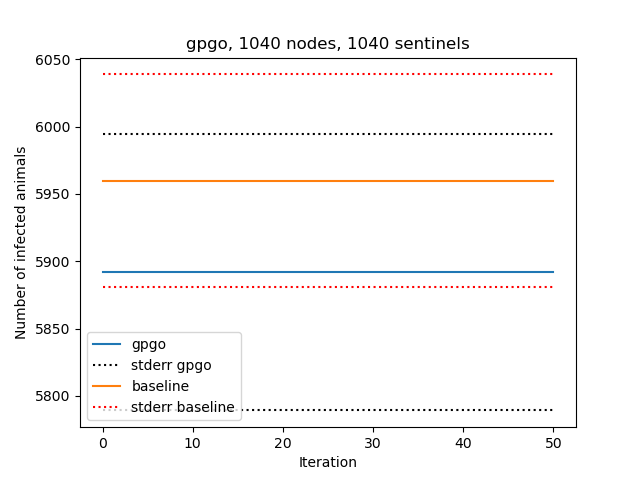 gpgo, 1040 nodes, 1040 sentinels
6050
6000
5950
5900
5850
5800
Number of infected animals
gpgo
stderr gpgo
baseline
stderr baseline
0 10 20 30 40 50
Iteration